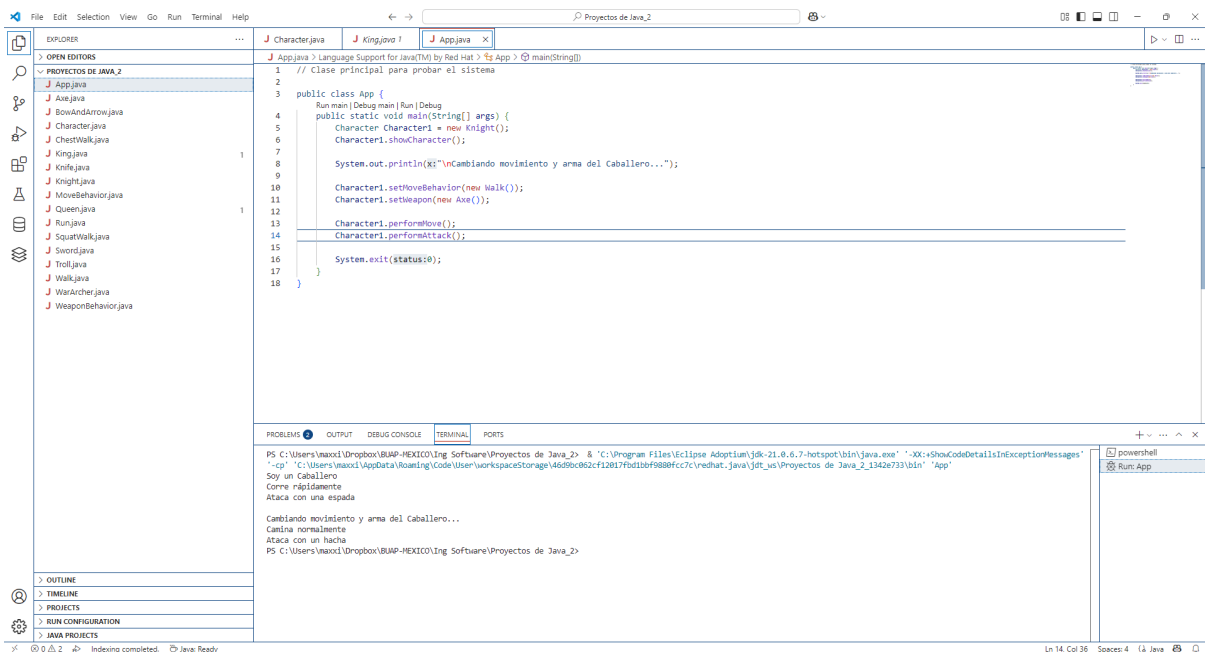 File Edit Selection View Go Run Terminal Help
Proyectos de Java_2
EXPLORER
OPEN EDITORS
PROYECTOS DE JAVA_2
J App.java
J Axe.java
J BowAndArrow.java
J Character.java
J ChestWalk.java
J King.java 1
J Knife.java
J Knight.java
J MoveBehavior.java
J Queen.java 1
J Run.java
J SquatWalk.java
J Sword.java
J Troll.java
J Walk.java
J WarArcher.java
J WeaponBehavior.java
OUTLINE
TIMELINE
PROJECTS
RUN CONFIGURATION
JAVA PROJECTS
J Character.java J King.java 1 J App.java
J App.java > Language Support for Java(TM) by Red Hat > App > main(String[])
1 // Clase principal para probar el sistema
2
3 public class App {
Run main | Debug main | Run | Debug
4 public static void main(String[] args) {
5 Character Character1 = new Knight();
6 Character1.showCharacter();
7
8 System.out.println(x:"\nCambiando movimiento y arma del Caballero...");
9
10 Character1.setMoveBehavior(new Walk());
11 Character1.setWeapon(new Axe());
12
13 Character1.performMove();
14 Character1.performAttack();
15
16 System.exit(status:0);
17 }
18 }
PROBLEMS 2 OUTPUT DEBUG CONSOLE TERMINAL PORTS
PS C:\Users\maxxi\Dropbox\BUAP-MEXICO\Ing Software\Proyectos de Java_2> & 'C:\Program Files\Eclipse Adoptium\jdk-21.0.6.7-hotspot\bin\java.exe' '-XX:+ShowCodeDetailsInExceptionMessages'
'-cp' 'C:\Users\maxxi\AppData\Roaming\Code\User\workspaceStorage\46d9bc062cf12017fbd1bbf9880fcc7c\redhat.java\jdt_ws\Proyectos de Java_2_1342e733\bin' 'App'
Soy un Caballero
Corre rápidamente
Ataca con una espada
Cambiando movimiento y arma del Caballero...
Camina normalmente
Ataca con un hacha
PS C:\Users\maxxi\Dropbox\BUAP-MEXICO\Ing Software\Proyectos de Java_2>
powershell
Run: App
0 2 Indexing completed. Java: Ready
Ln 14, Col 36 Spaces: 4 Java